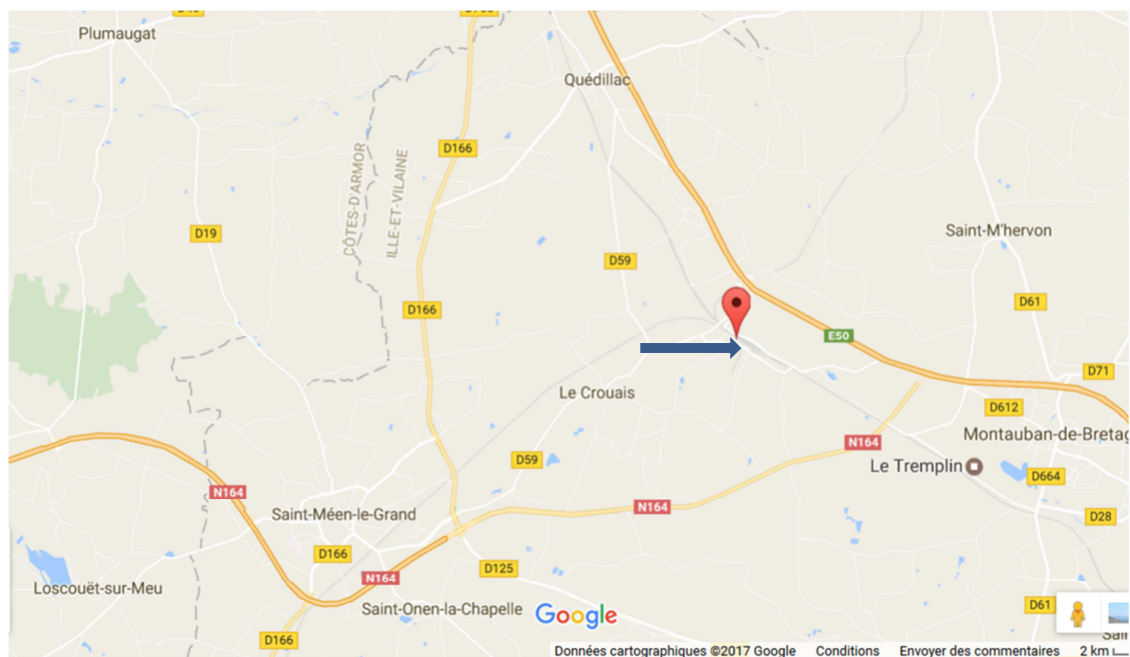 Plumaugat
Quédillac
D166
CÔTES-D'ARMOR
ILLE-ET-VILAINE
D19
Saint-M'hervon
D59
D61
D166
E50
D71
Le Crouais
D612
Montauban-de-Bretag
N164
D59
Le Tremplin
D664
N164
N164
Saint-Méen-le-Grand
D28
D166
D125
N164
Loscouët-sur-Meu
Saint-Onen-la-Chapelle
Google
D61
D166
Données cartographiques ©2017 Google Conditions Envoyer des commentaires 2 km